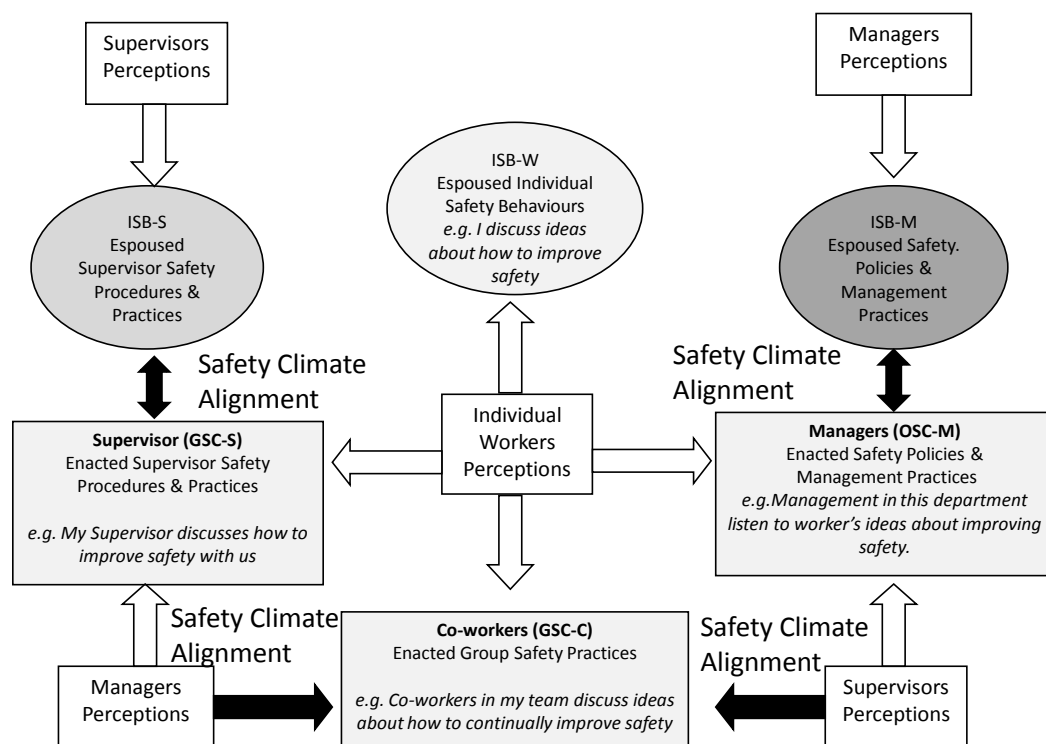 Supervisors
Perceptions
Managers
Perceptions
ISB-W
Espoused Individual
Safety Behaviours
e.g. I discuss ideas
about how to improve
safety
ISB-S
Espoused
Supervisor Safety
Procedures &
Practices
ISB-M
Espoused Safety.
Policies &
Management
Practices
Safety Climate
Alignment
Safety Climate
Alignment
Individual
Workers
Perceptions
Supervisor (GSC-S)
Enacted Supervisor Safety
Procedures & Practices
e.g. My Supervisor discusses how to
improve safety with us
Managers (OSC-M)
Enacted Safety Policies &
Management Practices
e.g.Management in this department
listen to worker's ideas about improving
safety.
Safety Climate
Alignment
Co-workers (GSC-C)
Enacted Group Safety Practices
e.g. Co-workers in my team discuss ideas
about how to continually improve safety
Safety Climate
Alignment
Managers
Perceptions
Supervisors
Perceptions